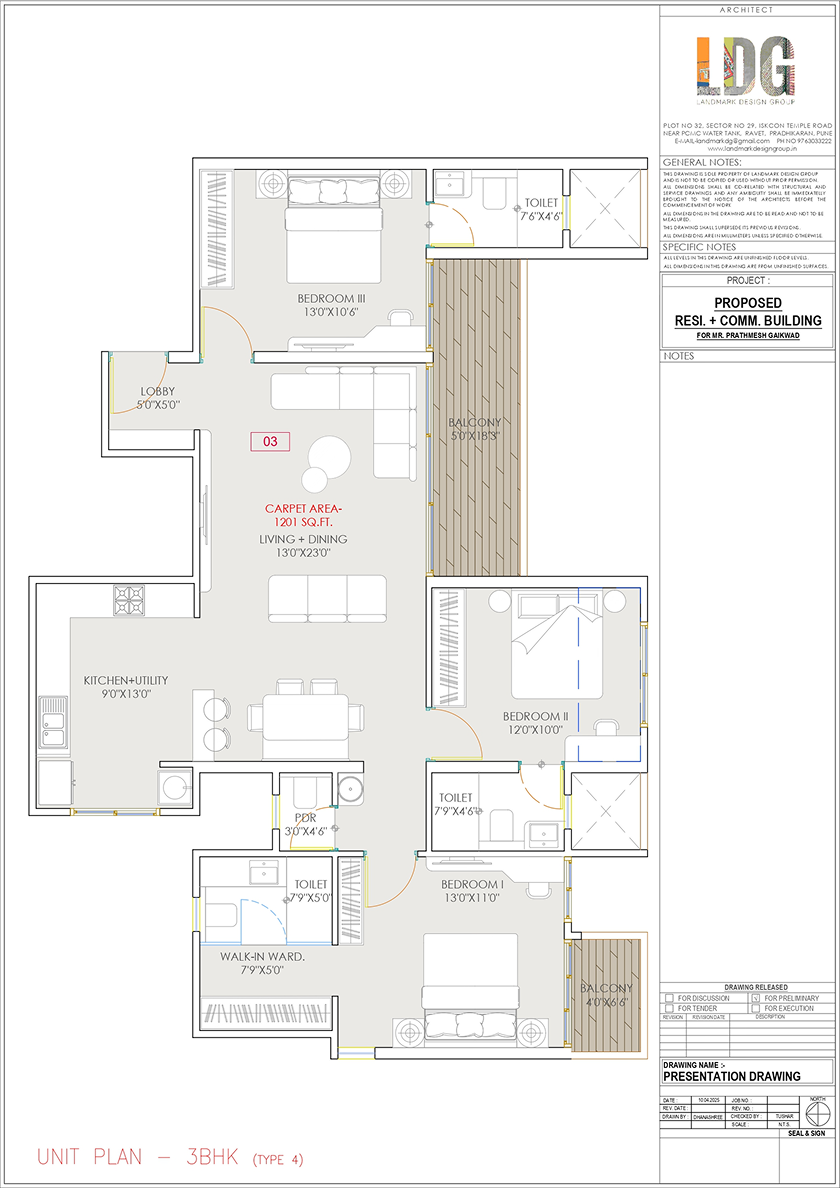 ARCHITECT
LDG
LANDMARK DESIGN GROUP
PLOT NO 32, SECTOR NO 29, ISKCON TEMPLE ROAD
NEAR PCMC WATER TANK, RAVET, PRADHIKARAN, PUNE
E-MAIL-landmarkdg@gmail.com PH NO 9763033222
www.landmarkdesigngroup.in
GENERAL NOTES:
THIS DRAWING IS SOLE PROPERTY OF LANDMARK DESIGN GROUP
AND IS NOT TO BE COPIED OR USED WITHOUT PRIOR PERMISSION.
ALL DIMENSIONS SHALL BE CO-RELATED WITH STRUCTURAL AND
SERVICE DRAWINGS AND ANY AMBIGUITY SHALL BE IMMEDIATELY
BROUGHT TO THE NOTICE OF THE ARCHITECTS BEFORE THE
COMMENCEMENT OF WORK
ALL DIMENSIONS IN THE DRAWING ARE TO BE READ AND NOT TO BE
MEASURED.
THIS DRAWING SHALL SUPERSEDE ITS PREVIOUS REVISIONS.
ALL DIMENSIONS ARE IN MILLIMETERS UNLESS SPECIFIED OTHERWISE.
SPECIFIC NOTES
ALL LEVELS IN THIS DRAWING ARE UNFINISHED FLOOR LEVELS.
ALL DIMENSIONS IN THIS DRAWING ARE FROM UNFINISHED SURFACES.
PROJECT :
PROPOSED
RESI. + COMM. BUILDING
FOR MR. PRATHMESH GAIKWAD
NOTES
TOILET
7'6"X4'6"
BEDROOM III
13'0"X10'6"
LOBBY
5'0"X5'0"
BALCONY
5'0"X18'3"
03
CARPET AREA-
1201 SQ.FT.
LIVING + DINING
13'0"X23'0"
KITCHEN+UTILITY
9'0"X13'0"
BEDROOM II
12'0"X10'0"
TOILET
7'9"X4'6"
PDR
3'0"X4'6"
TOILET
7'9"X5'0"
BEDROOM I
13'0"X11'0"
WALK-IN WARD.
7'9"X5'0"
BALCONY
4'0"X6'6"
DRAWING RELEASED
FOR DISCUSSION √ FOR PRELIMINARY
FOR TENDER FOR EXECUTION
REVISION REVISION DATE DESCRIPTION
DRAWING NAME :-
PRESENTATION DRAWING
DATE : 10.04.2025 JOB NO :
REV. DATE : REV. NO. :
DRAWN BY : DHANASHREE CHECKED BY : TUSHAR
SCALE : N.T.S.
NORTH
SEAL & SIGN
UNIT PLAN - 3BHK (TYPE 4)